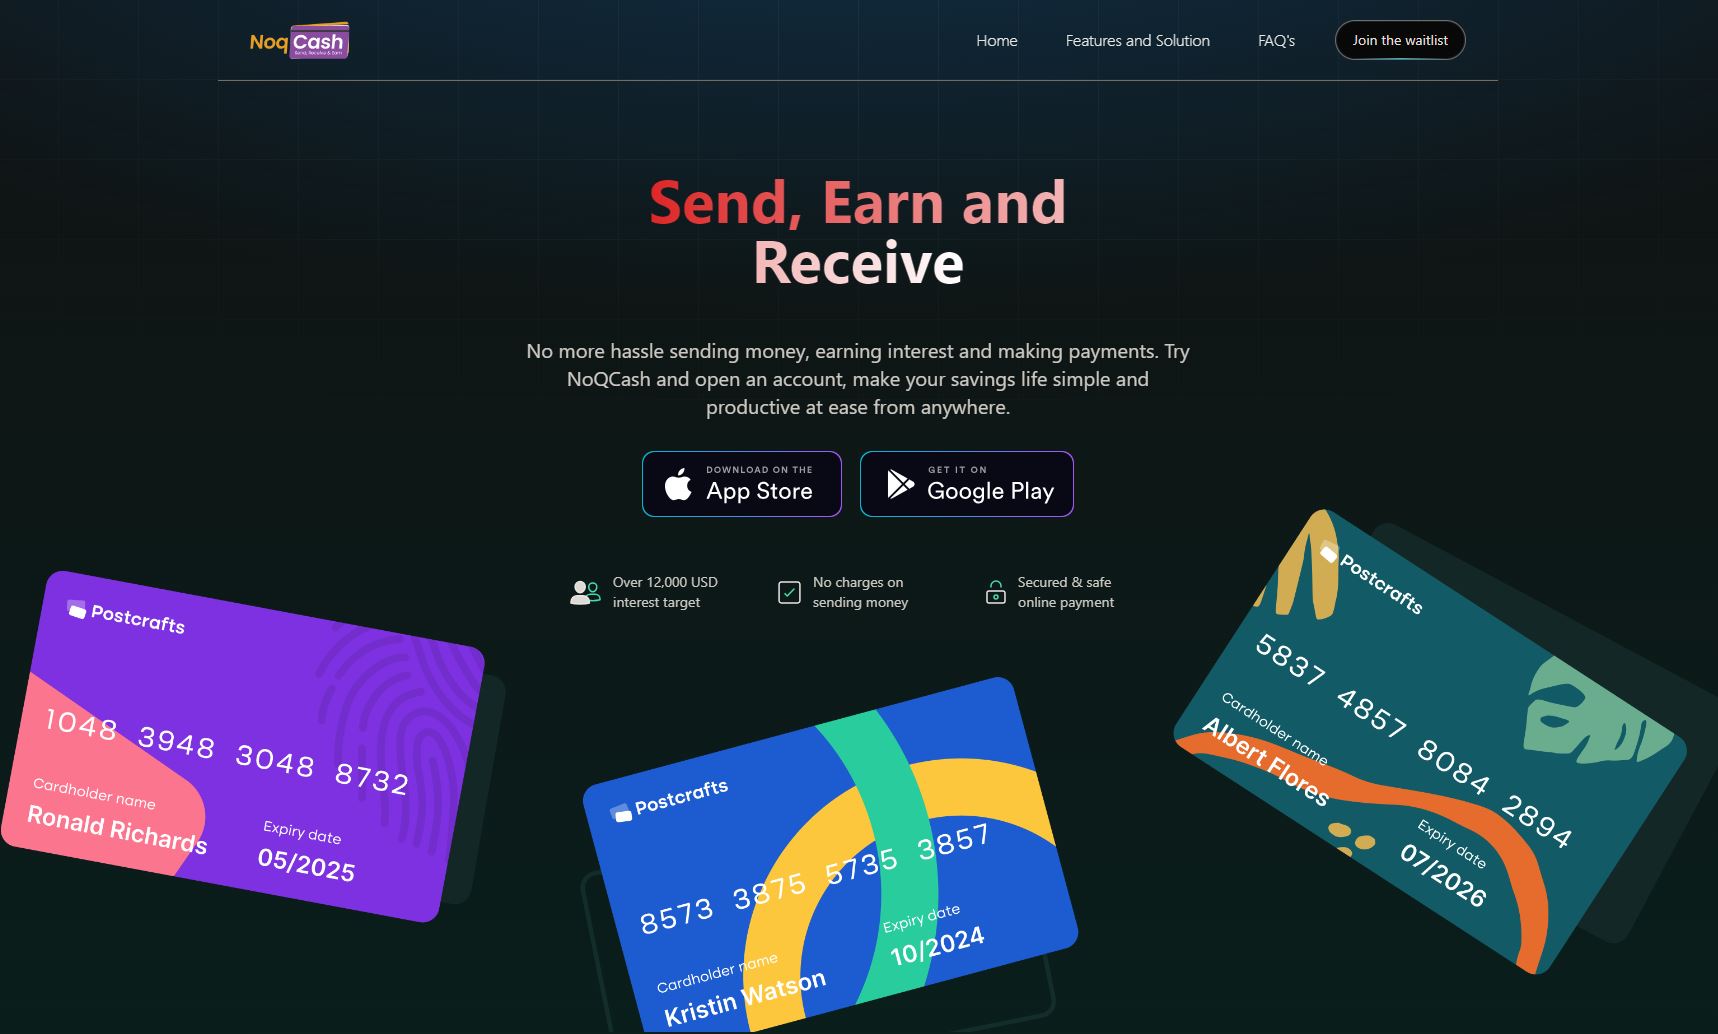 NoqCash
Send, Receive & Earn
Home
Features and Solution
FAQ's
Join the waitlist
Send, Earn and
Receive
No more hassle sending money, earning interest and making payments. Try
NoQCash and open an account, make your savings life simple and
productive at ease from anywhere.
DOWNLOAD ON THE
App Store
GET IT ON
Google Play
Over 12,000 USD
interest target
No charges on
sending money
Secured & safe
online payment
Postcrafts
1048 3948 3048 8732
Cardholder name
Ronald Richards
Expiry date
05/2025
Postcrafts
8573 3875 5735 3857
Cardholder name
Kristin Watson
Expiry date
10/2024
Postcrafts
5837 4857 8084 2894
Cardholder name
Albert Flores
Expiry date
07/2026